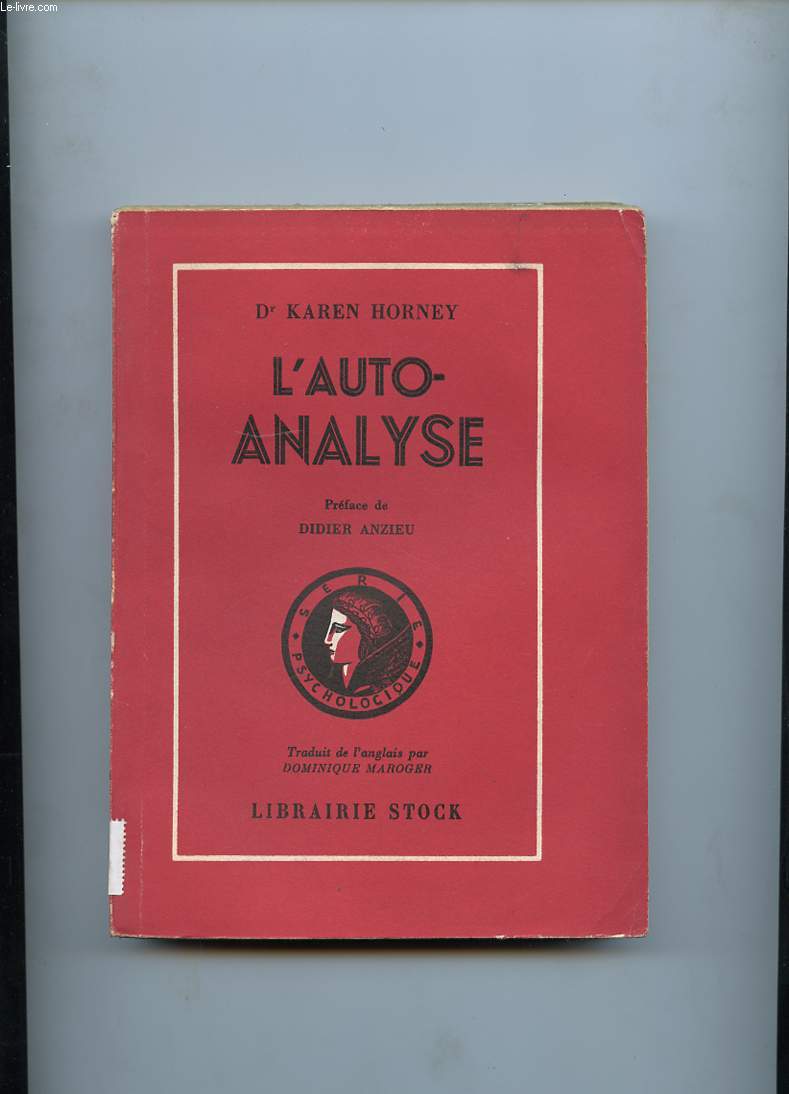 Le-livre.com
Dr KAREN HORNEY
L'AUTO-
ANALYSE
Préface de
DIDIER ANZIEU
SERIE
PSYCHOLOGIQUE
Traduit de l'anglais par
DOMINIQUE MAROGER
LIBRAIRIE STOCK